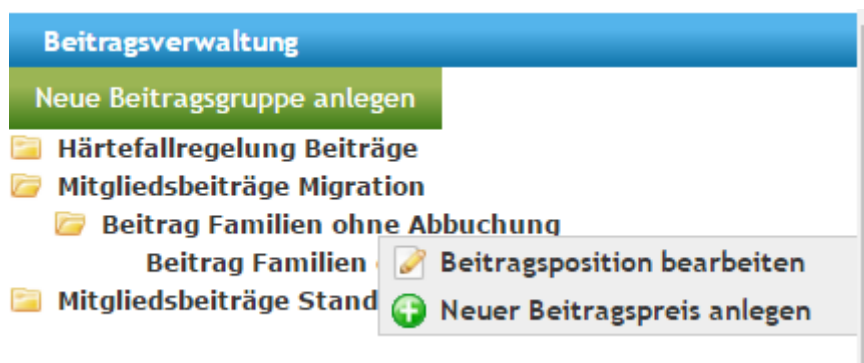 Beitragsverwaltung
Neue Beitragsgruppe anlegen
Härtefallregelung Beiträge
Mitgliedsbeiträge Migration
Beitrag Familien ohne Abbuchung
Beitrag Familien
Beitragsposition bearbeiten
Mitgliedsbeiträge Stand
Neuer Beitragspreis anlegen